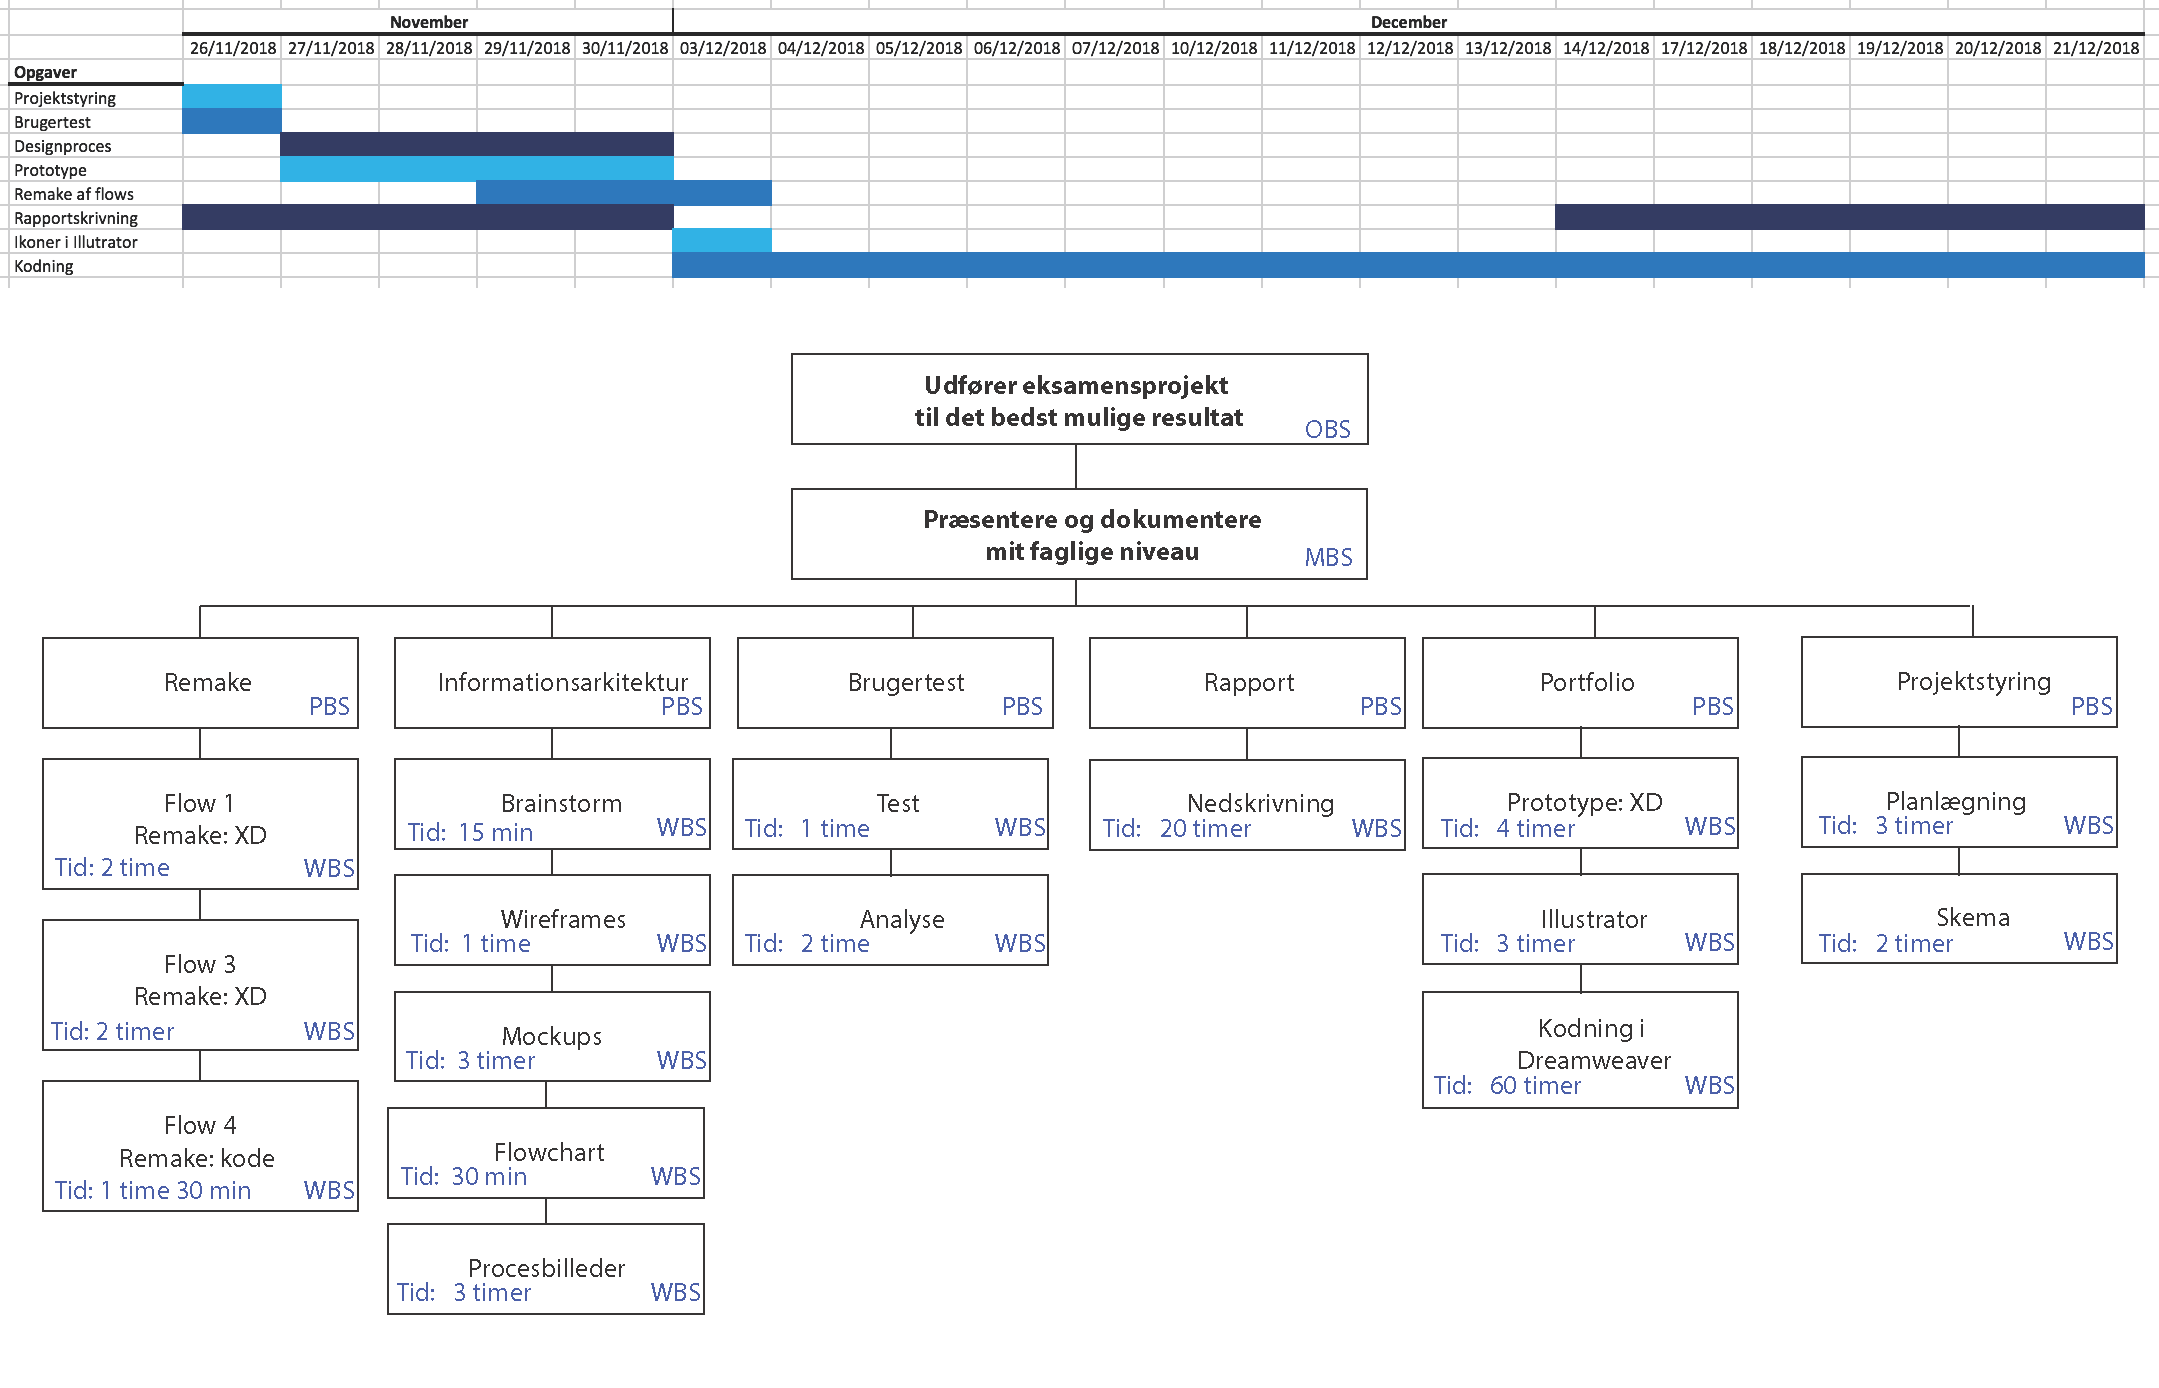 November December
26/11/2018 27/11/2018 28/11/2018 29/11/2018 30/11/2018 03/12/2018 04/12/2018 05/12/2018 06/12/2018 07/12/2018 10/12/2018 11/12/2018 12/12/2018 13/12/2018 14/12/2018 17/12/2018 18/12/2018 19/12/2018 20/12/2018 21/12/2018
Opgaver
Projektstyring
Brugertest
Designproces
Prototype
Remake af flows
Rapportskrivning
Ikoner i Illutrator
Kodning
Udfører eksamensprojekt
til det bedst mulige resultat
OBS
Præsentere og dokumentere
mit faglige niveau
MBS
Remake
PBS
Flow 1
Remake: XD
Tid: 2 time WBS
Flow 3
Remake: XD
Tid: 2 timer WBS
Flow 4
Remake: kode
Tid: 1 time 30 min WBS
Informationsarkitektur
PBS
Brainstorm
Tid: 15 min WBS
Wireframes
Tid: 1 time WBS
Mockups
Tid: 3 timer WBS
Flowchart
Tid: 30 min WBS
Procesbilleder
Tid: 3 timer WBS
Brugertest
PBS
Test
Tid: 1 time WBS
Analyse
Tid: 2 time WBS
Rapport
PBS
Nedskrivning
Tid: 20 timer WBS
Portfolio
PBS
Prototype: XD
Tid: 4 timer WBS
Illustrator
Tid: 3 timer WBS
Kodning i
Dreamweaver
Tid: 60 timer WBS
Projektstyring
PBS
Planlægning
Tid: 3 timer WBS
Skema
Tid: 2 timer WBS